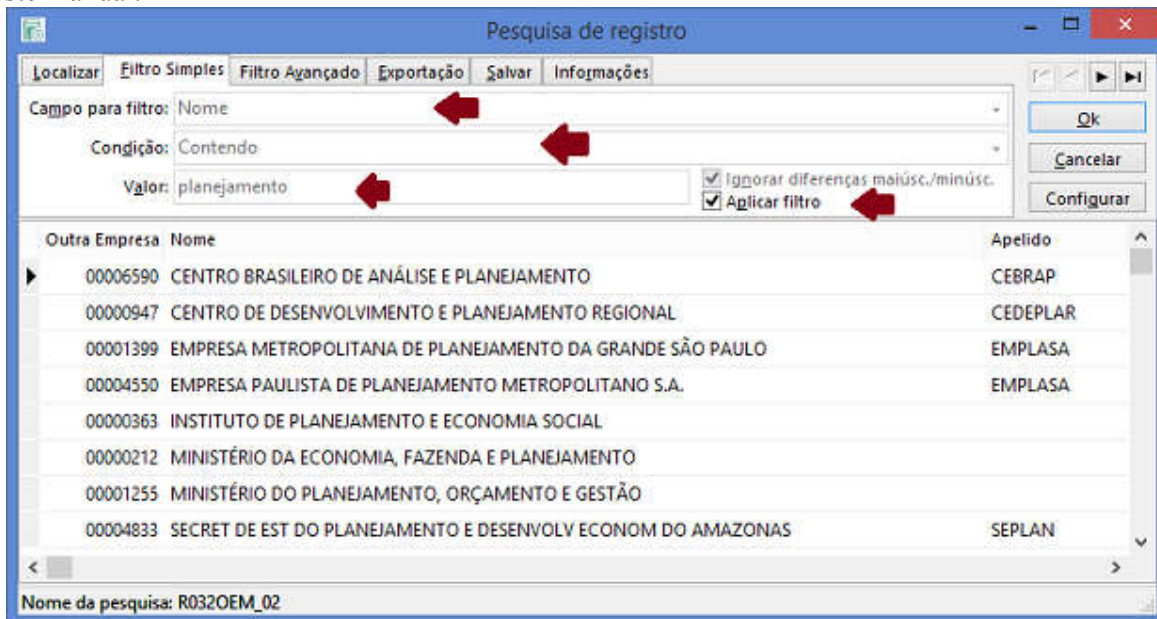 Pesquisa de registro
Localizar Filtro Simples Filtro Avançado Exportação Salvar Informações
Campo para filtro: Nome
Ok
Condição: Contendo
Cancelar
Valor: planejamento
Ignorar diferenças maiúsc./minúsc.
Aplicar filtro
Configurar
Outra Empresa Nome Apelido
00006590 CENTRO BRASILEIRO DE ANÁLISE E PLANEJAMENTO CEBRAP
00000947 CENTRO DE DESENVOLVIMENTO E PLANEJAMENTO REGIONAL CEDEPLAR
00001399 EMPRESA METROPOLITANA DE PLANEJAMENTO DA GRANDE SÃO PAULO EMPLASA
00004550 EMPRESA PAULISTA DE PLANEJAMENTO METROPOLITANO S.A. EMPLASA
00000363 INSTITUTO DE PLANEJAMENTO E ECONOMIA SOCIAL
00000212 MINISTÉRIO DA ECONOMIA, FAZENDA E PLANEJAMENTO
00001255 MINISTÉRIO DO PLANEJAMENTO, ORÇAMENTO E GESTÃO
00004833 SECRET DE EST DO PLANEJAMENTO E DESENVOLV ECONOM DO AMAZONAS SEPLAN
Nome da pesquisa: R032OEM_02